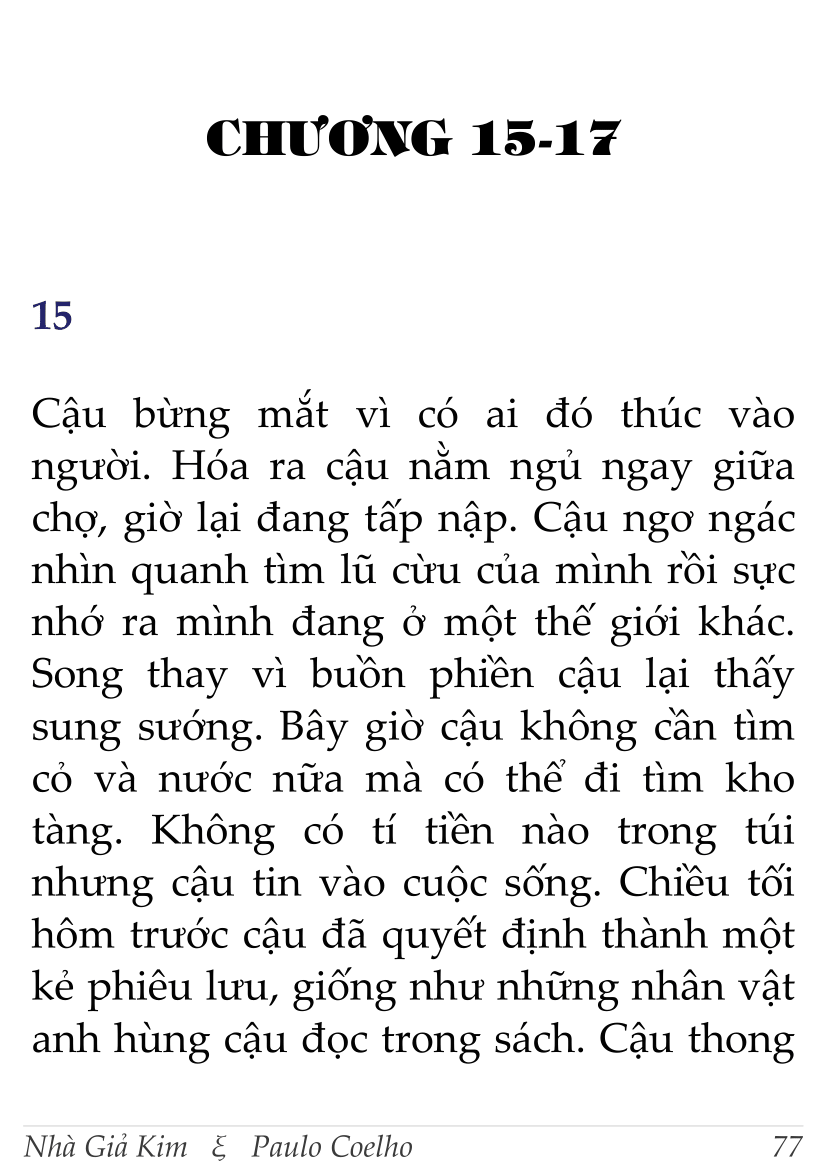 CHƯƠNG 15-17
15
Cậu bừng mắt vì có ai đó thúc vào
người. Hóa ra cậu nằm ngủ ngay giữa
chợ, giờ lại đang tấp nập. Cậu ngơ ngác
nhìn quanh tìm lũ cừu của mình rồi sực
nhớ ra mình đang ở một thế giới khác.
Song thay vì buồn phiền cậu lại thấy
sung sướng. Bây giờ cậu không cần tìm
cỏ và nước nữa mà có thể đi tìm kho
tàng. Không có tí tiền nào trong túi
nhưng cậu tin vào cuộc sống. Chiều tối
hôm trước cậu đã quyết định thành một
kẻ phiêu lưu, giống như những nhân vật
anh hùng cậu đọc trong sách. Cậu thong
Nhà Giả Kim ξ Paulo Coelho 77